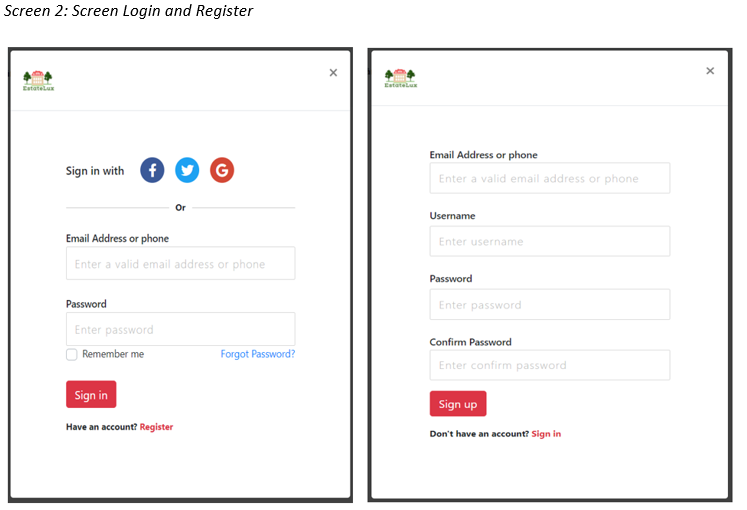 Screen 2: Screen Login and Register
EstateLux
×
Sign in with
Or
Email Address or phone
Enter a valid email address or phone
Password
Enter password
Remember me Forgot Password?
Sign in
Have an account? Register
EstateLux
×
Email Address or phone
Enter a valid email address or phone
Username
Enter username
Password
Enter password
Confirm Password
Enter confirm password
Sign up
Don't have an account? Sign in